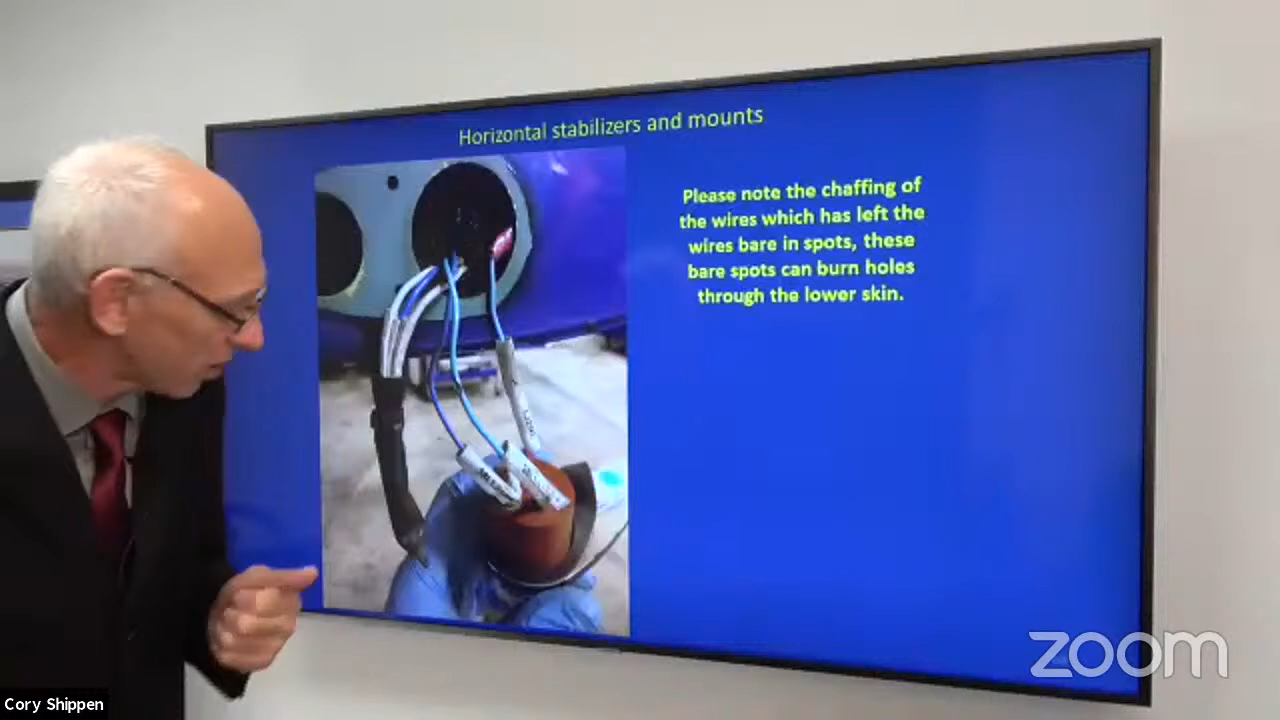 Horizontal stabilizers and mounts
Please note the chaffing of
the wires which has left the
wires bare in spots, these
bare spots can burn holes
through the lower skin.
zoom
Cory Shippen